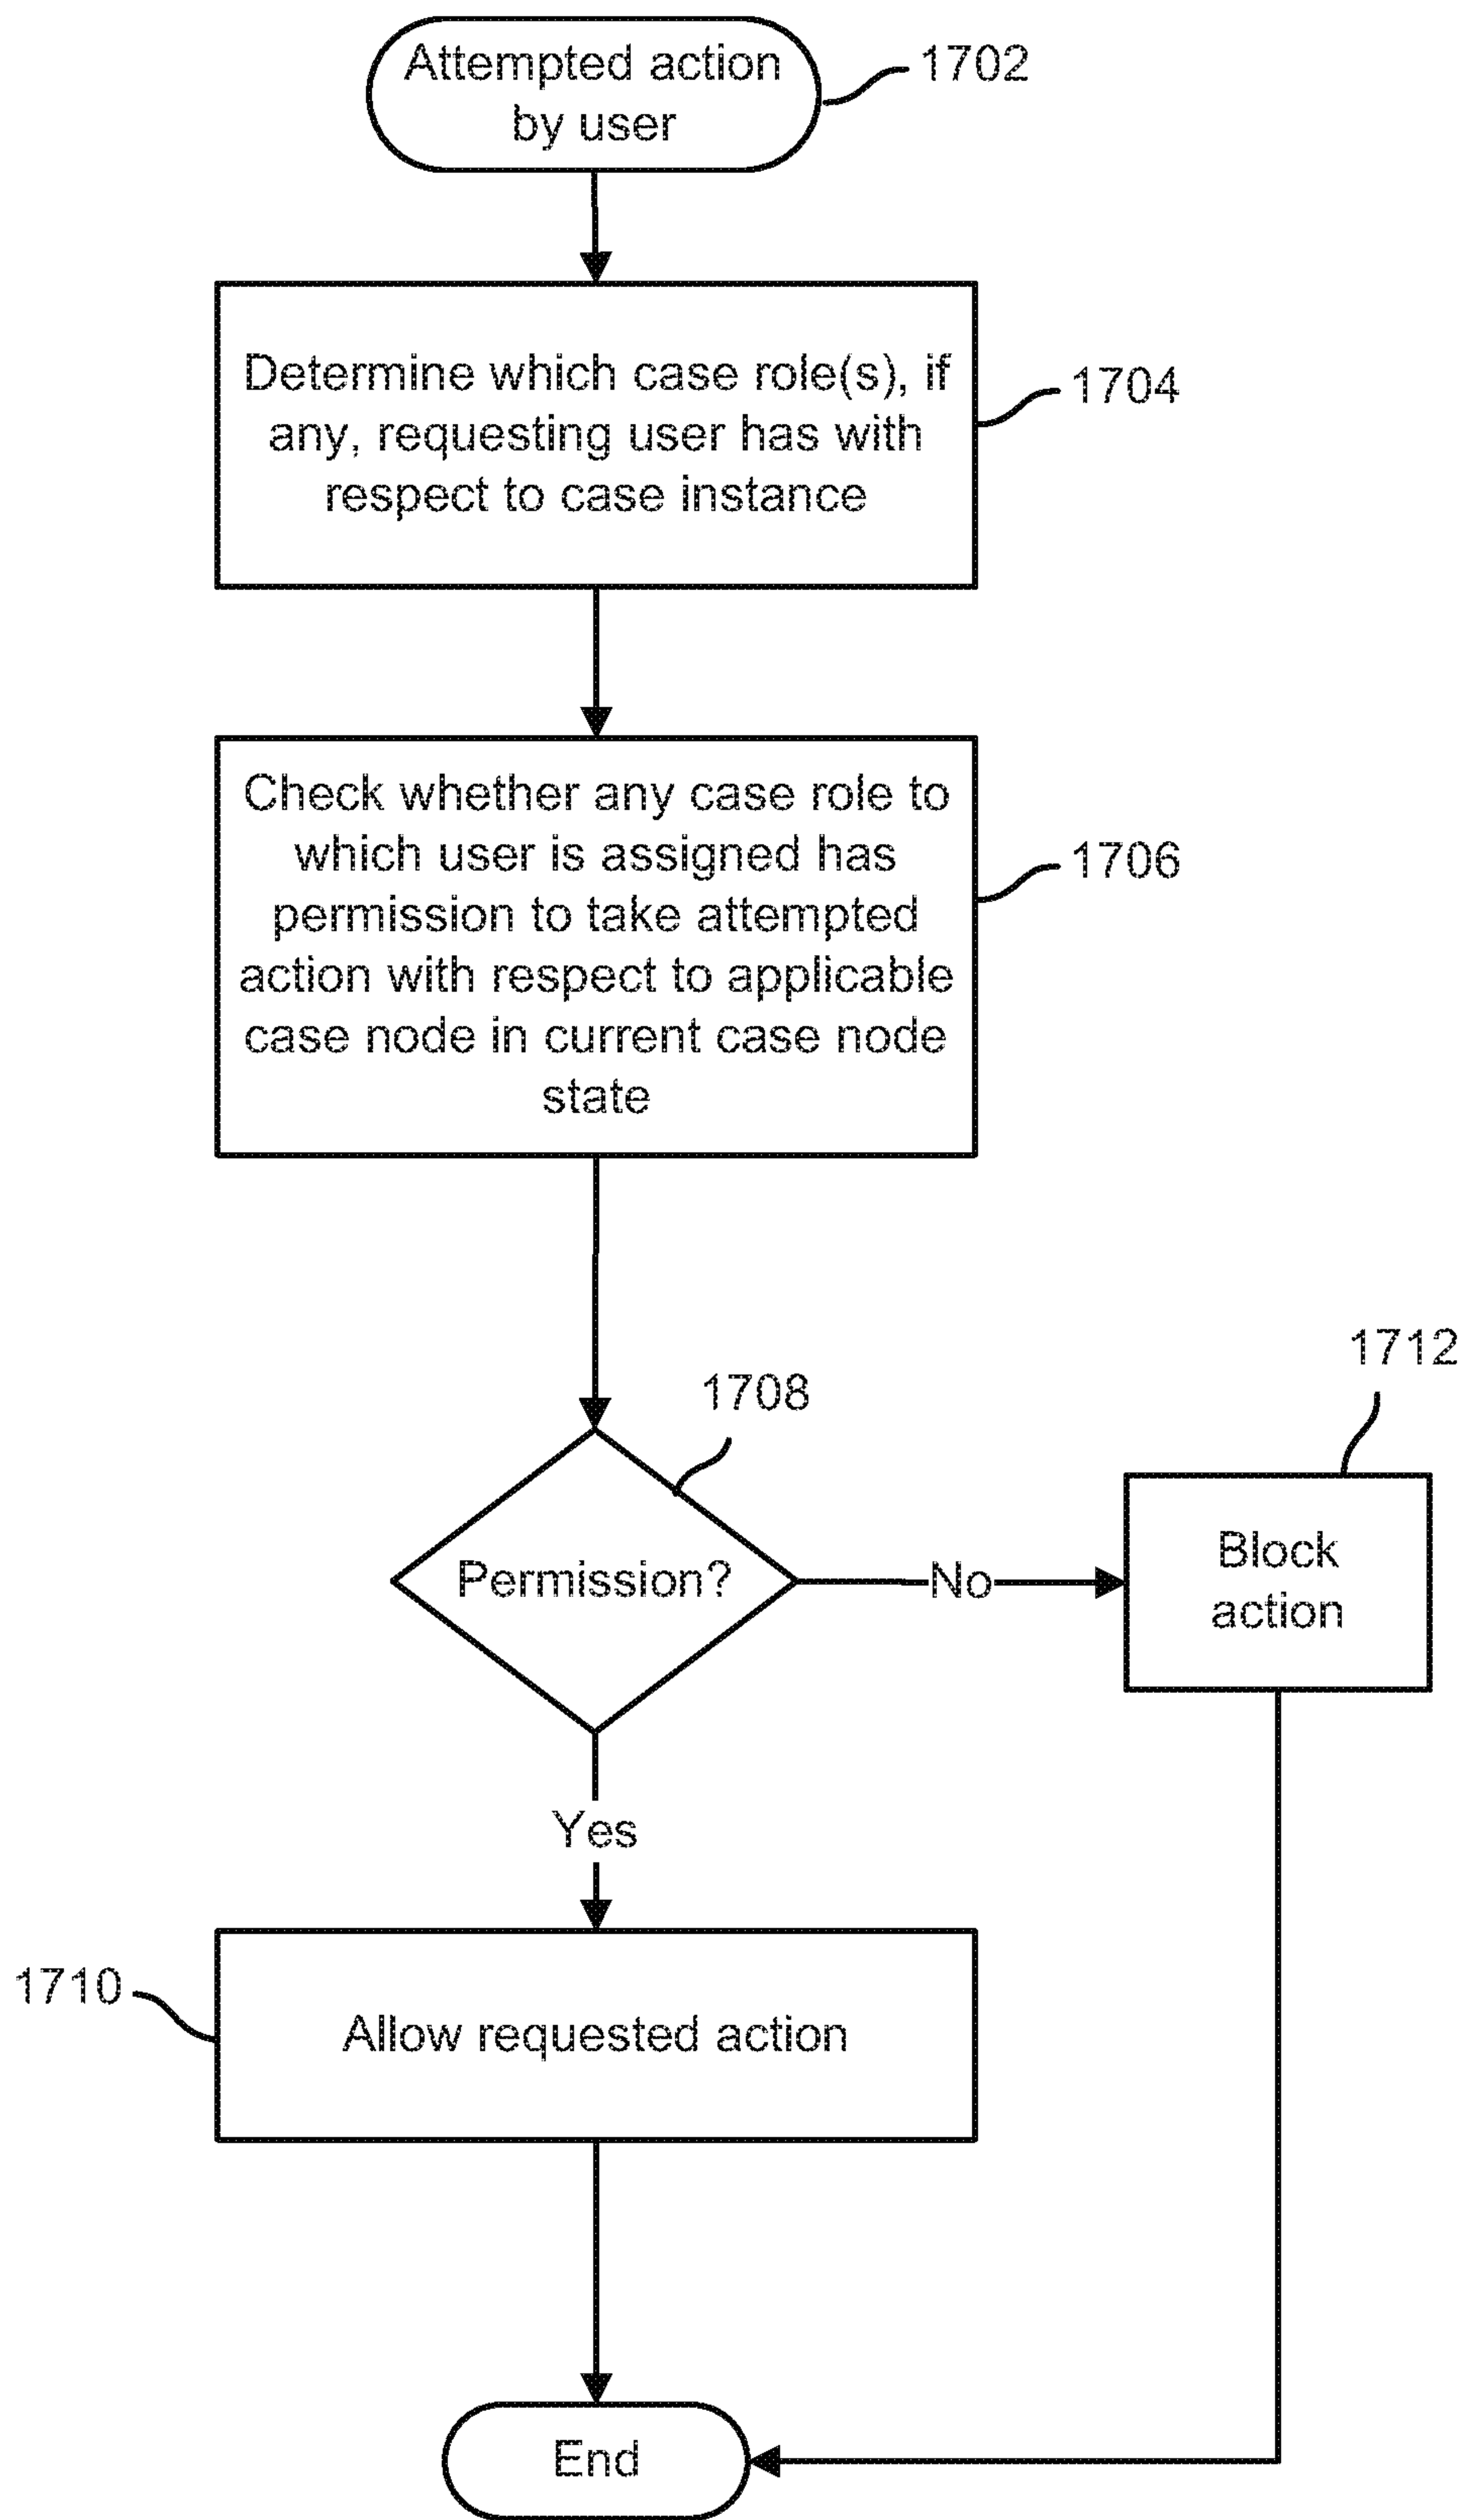 Attempted action
by user
1702
Determine which case role(s), if
any, requesting user has with
respect to case instance
1704
Check whether any case role to
which user is assigned has
permission to take attempted
action with respect to applicable
case node in current case node
state
1706
1708
Permission?
No
1712
Block
action
Yes
1710
Allow requested action
End